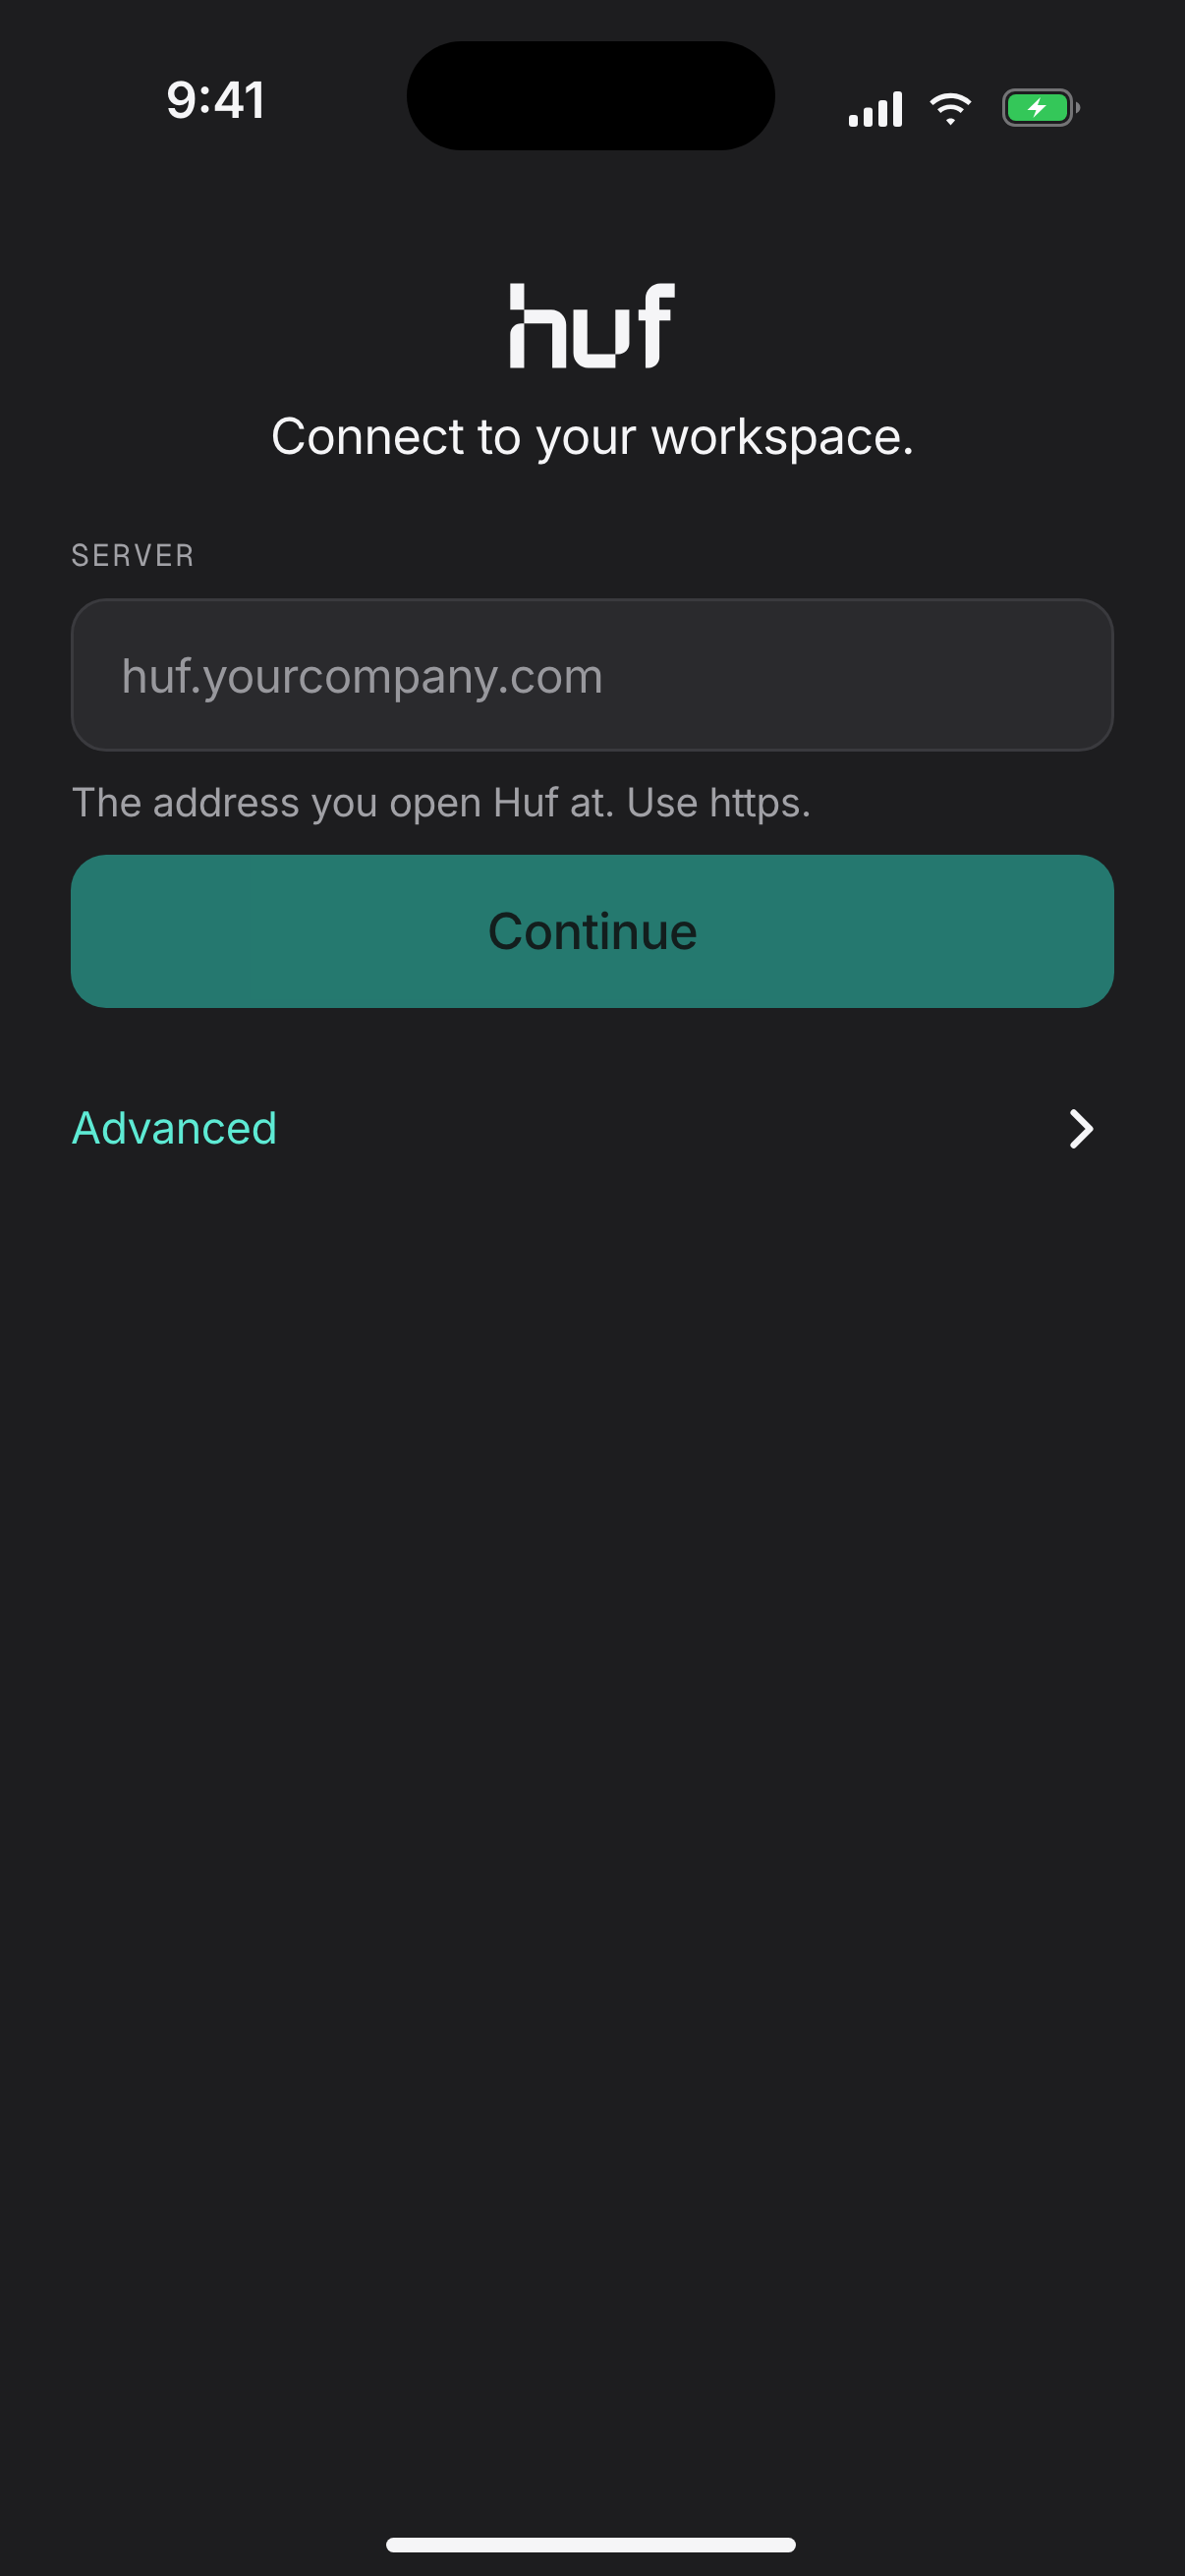 9:41
huf
Connect to your workspace.
SERVER
huf.yourcompany.com
The address you open Huf at. Use https.
Continue
Advanced